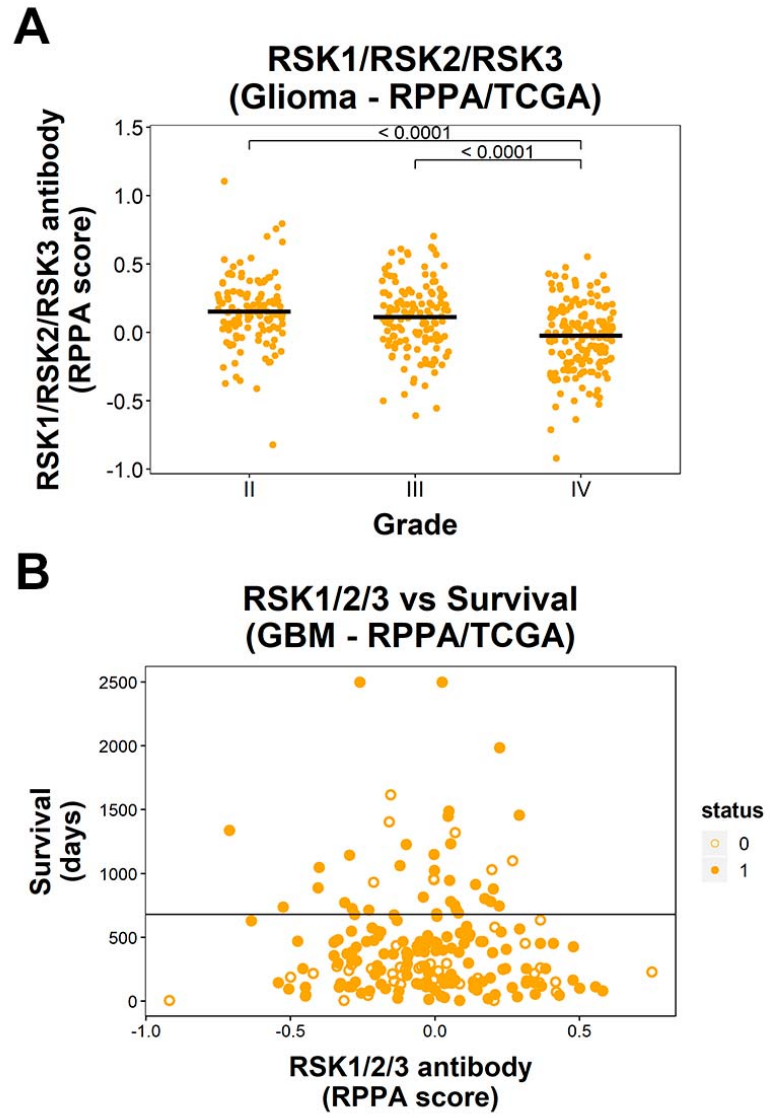 A
RSK1/RSK2/RSK3
(Glioma - RPPA/TCGA)
RSK1/RSK2/RSK3 antibody
(RPPA score)
1.5
1.0
0.5
0.0
-0.5
-1.0
< 0.0001
< 0.0001
II
III
IV
Grade
B
RSK1/2/3 vs Survival
(GBM - RPPA/TCGA)
Survival
(days)
2500
2000
1500
1000
500
0
-1.0
-0.5
0.0
0.5
RSK1/2/3 antibody
(RPPA score)
status
0
1